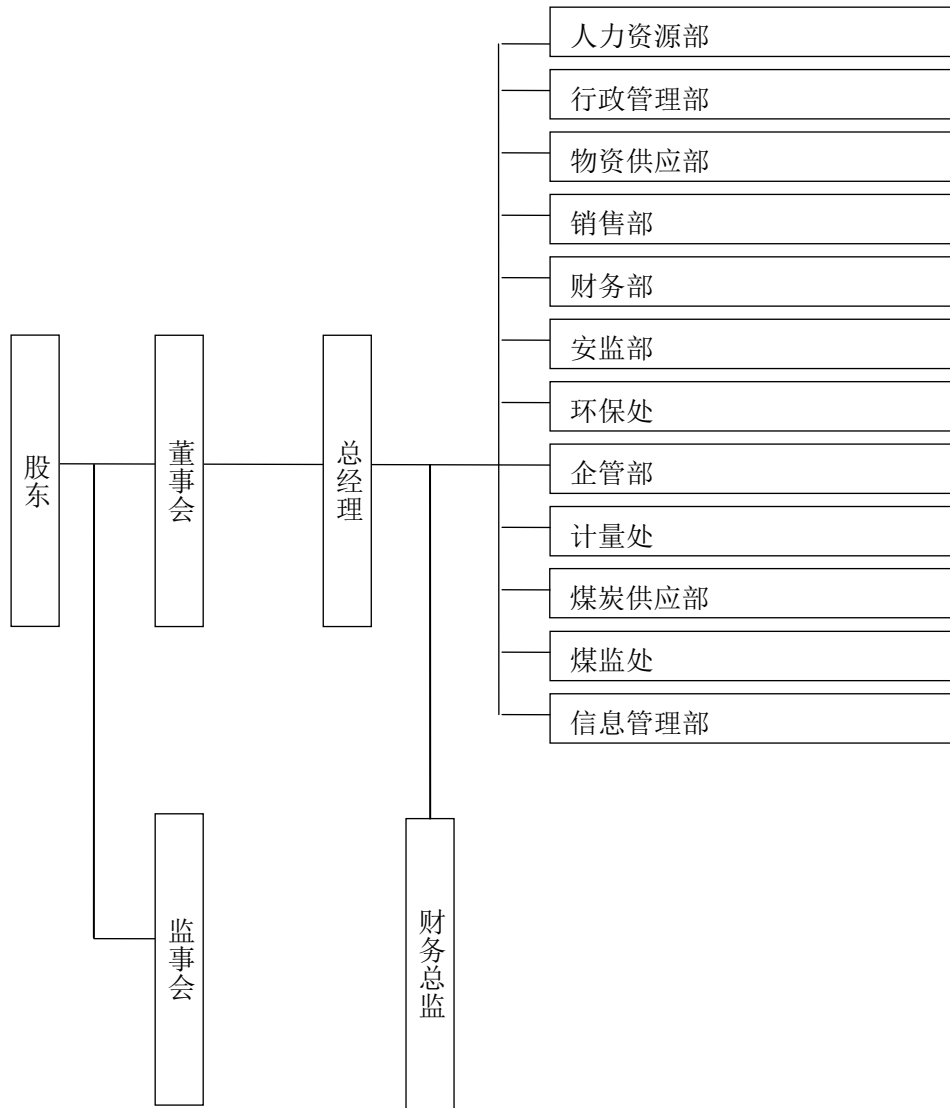 人力资源部
行政管理部
物资供应部
销售部
财务部
安监部
环保处
企管部
计量处
煤炭供应部
煤监处
信息管理部
股东
董事会
总经理
监事会
财务总监